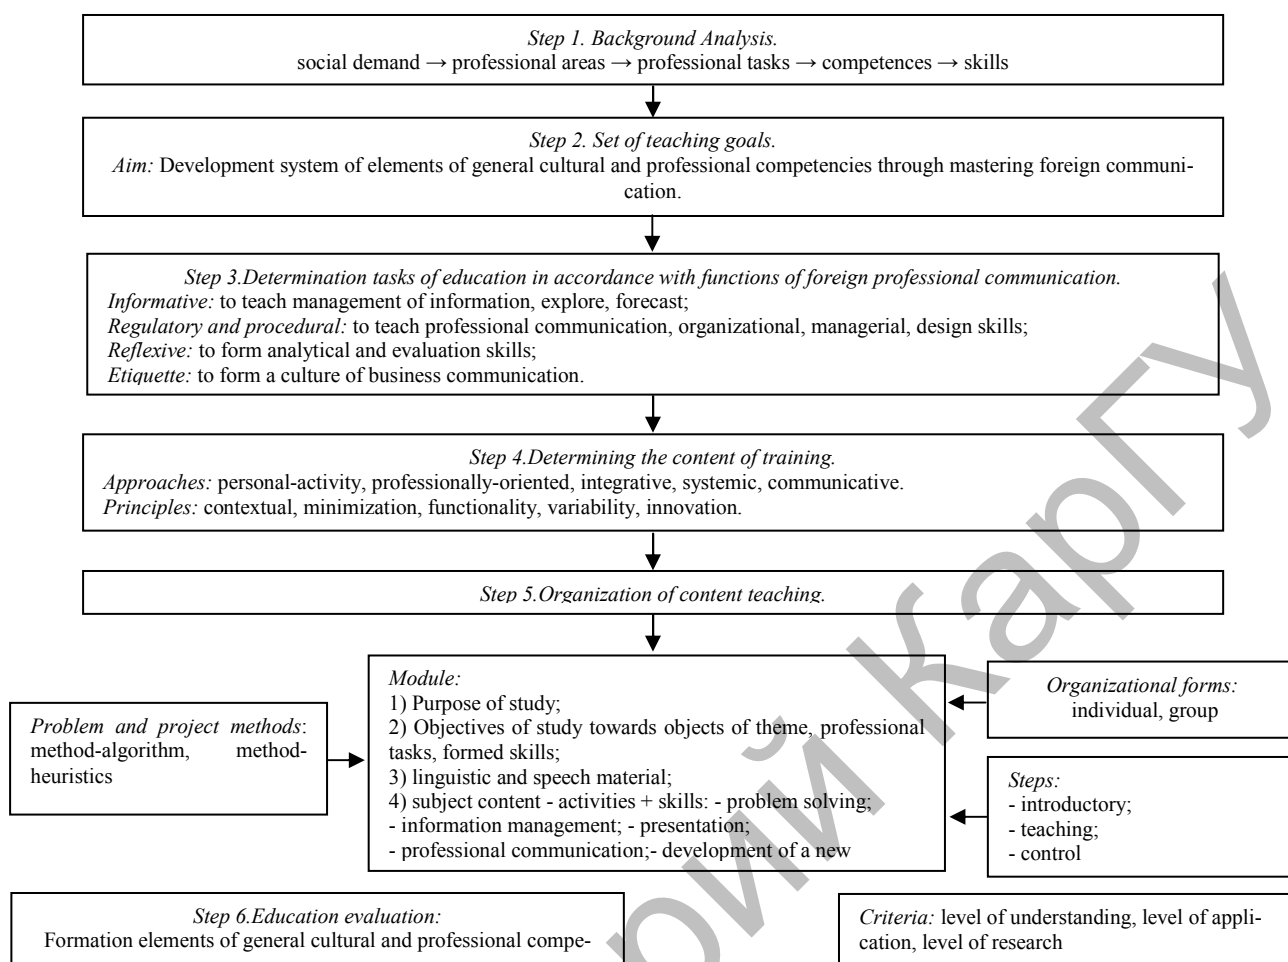 Step 1. Background Analysis.
social demand → professional areas → professional tasks → competences → skills
Step 2. Set of teaching goals.
Aim: Development system of elements of general cultural and professional competencies through mastering foreign communi-
cation.
Step 3.Determination tasks of education in accordance with functions of foreign professional communication.
Informative: to teach management of information, explore, forecast;
Regulatory and procedural: to teach professional communication, organizational, managerial, design skills;
Reflexive: to form analytical and evaluation skills;
Etiquette: to form a culture of business communication.
Step 4.Determining the content of training.
Approaches: personal-activity, professionally-oriented, integrative, systemic, communicative.
Principles: contextual, minimization, functionality, variability, innovation.
Step 5.Organization of content teaching.
Problem and project methods:
method-algorithm, method-
heuristics
Module:
1) Purpose of study;
2) Objectives of study towards objects of theme, professional
tasks, formed skills;
3) linguistic and speech material;
4) subject content - activities + skills: - problem solving;
- information management; - presentation;
- professional communication;- development of a new
Organizational forms:
individual, group
Steps:
- introductory;
- teaching;
- control
Step 6.Education evaluation:
Formation elements of general cultural and professional compe-
Criteria: level of understanding, level of appli-
cation, level of research
рий КарГУ